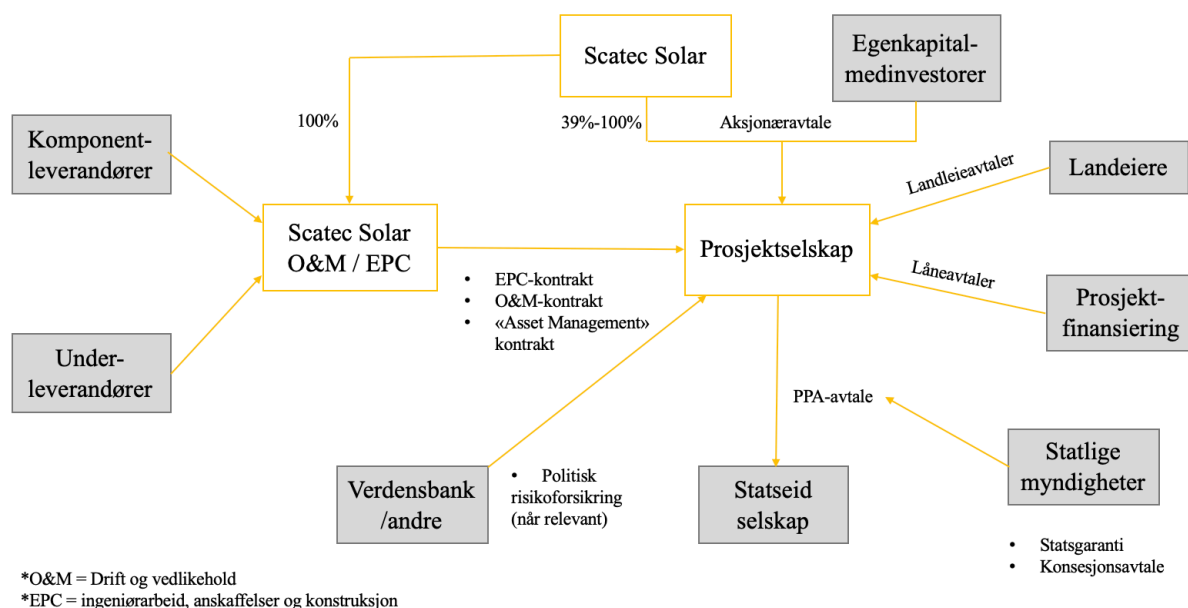 Scatec Solar
Egenkapital-
medinvestorer
100%
39%-100%
Aksjonæravtale
Komponent-
leverandører
Landleieavtaler
Landeiere
Scatec Solar
O&M / EPC
Prosjektselskap
• EPC-kontrakt
• O&M-kontrakt
• «Asset Management»
kontrakt
Låneavtaler
Prosjekt-
finansiering
Under-
leverandører
PPA-avtale
Verdensbank
/andre
• Politisk
risikoforsikring
(når relevant)
Statseid
selskap
Statlige
myndigheter
• Statsgaranti
• Konsesjonsavtale
*O&M = Drift og vedlikehold
*EPC = ingeniørarbeid, anskaffelser og konstruksjon